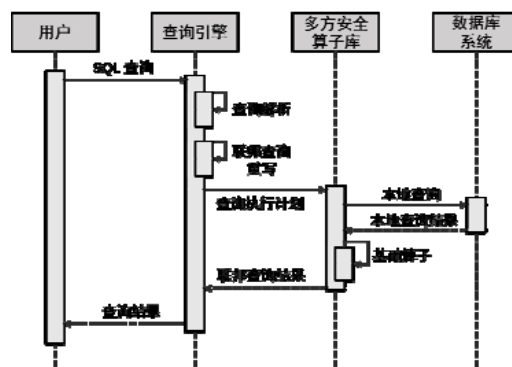 用户
查询引擎
多方安全
算子库
数据库
系统
SQL 查询
查询解析
联邦查询
重写
查询执行计划
本地查询
本地查询结果
基础算子
联邦查询结果
查询结果